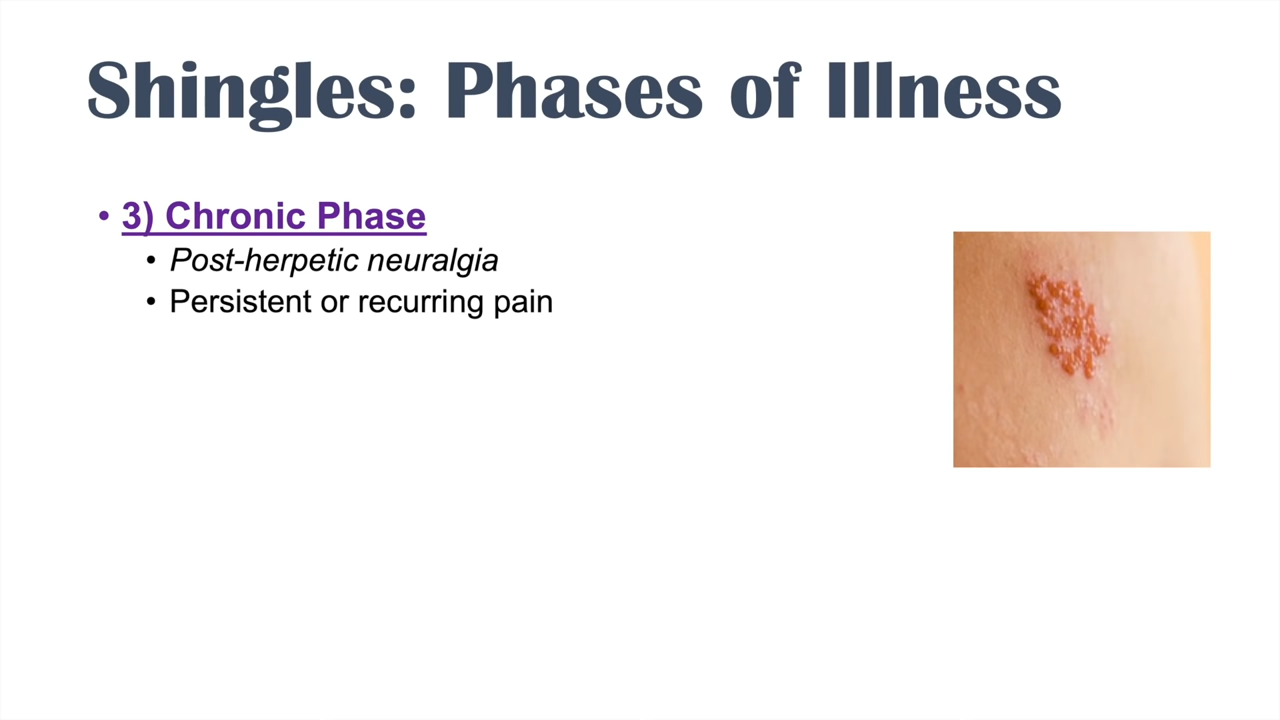 Shingles: Phases of Illness
• 3) Chronic Phase
• Post-herpetic neuralgia
• Persistent or recurring pain